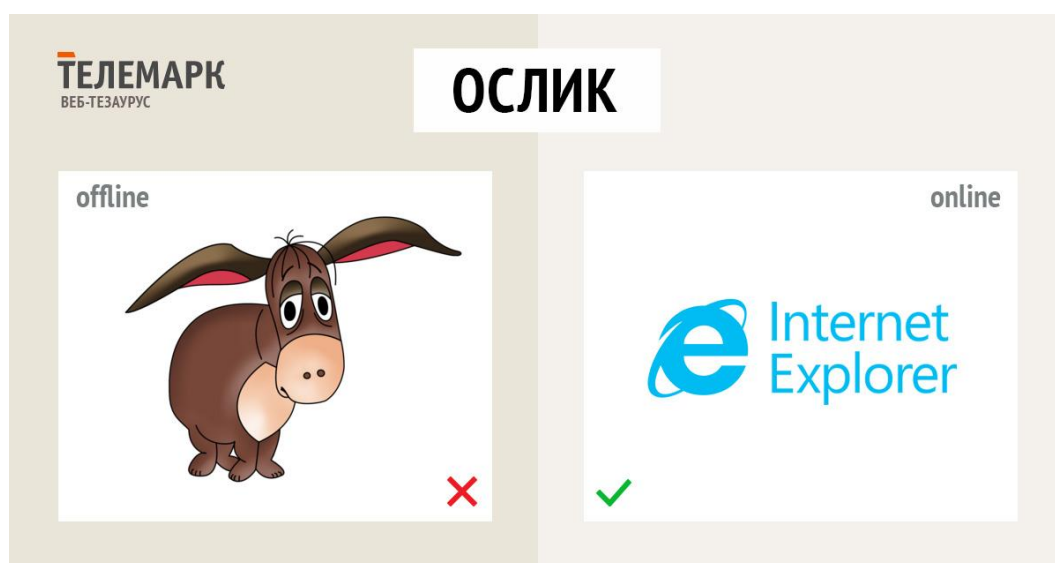 ТЕЛЕМАРК
ВЕБ-ТЕЗАУРУС
ОСЛИК
offline
online
Internet
Explorer